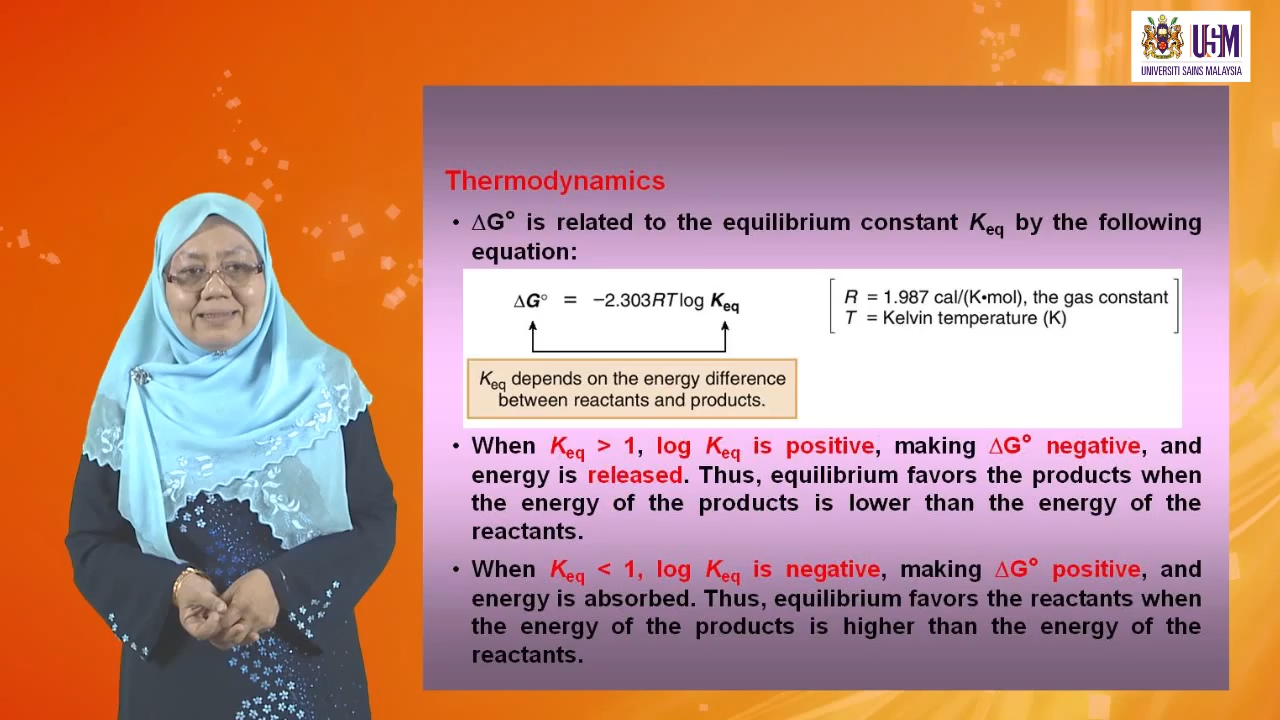 USM
UNIVERSITI SAINS MALAYSIA
Thermodynamics
• ∆G° is related to the equilibrium constant Keq by the following
equation:
∆G° = −2.303RT log Keq
R = 1.987 cal/(K•mol), the gas constant
T = Kelvin temperature (K)
Keq depends on the energy difference
between reactants and products.
• When Keq > 1, log Keq is positive, making ∆G° negative, and
energy is released. Thus, equilibrium favors the products when
the energy of the products is lower than the energy of the
reactants.
• When Keq < 1, log Keq is negative, making ∆G° positive, and
energy is absorbed. Thus, equilibrium favors the reactants when
the energy of the products is higher than the energy of the
reactants.